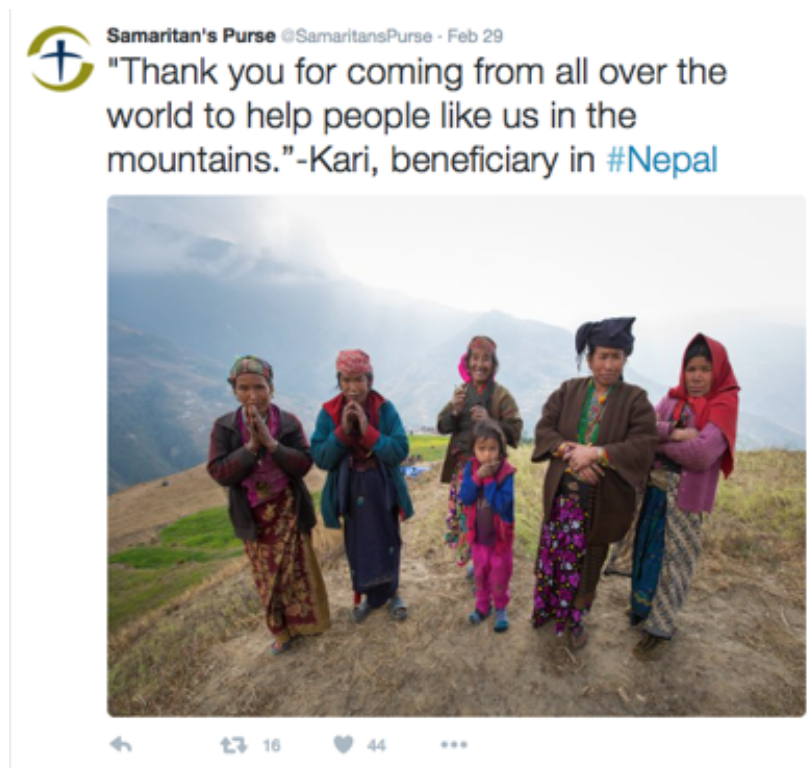 Samaritan's Purse @SamaritansPurse · Feb 29
"Thank you for coming from all over the
world to help people like us in the
mountains.”-Kari, beneficiary in #Nepal
16 44